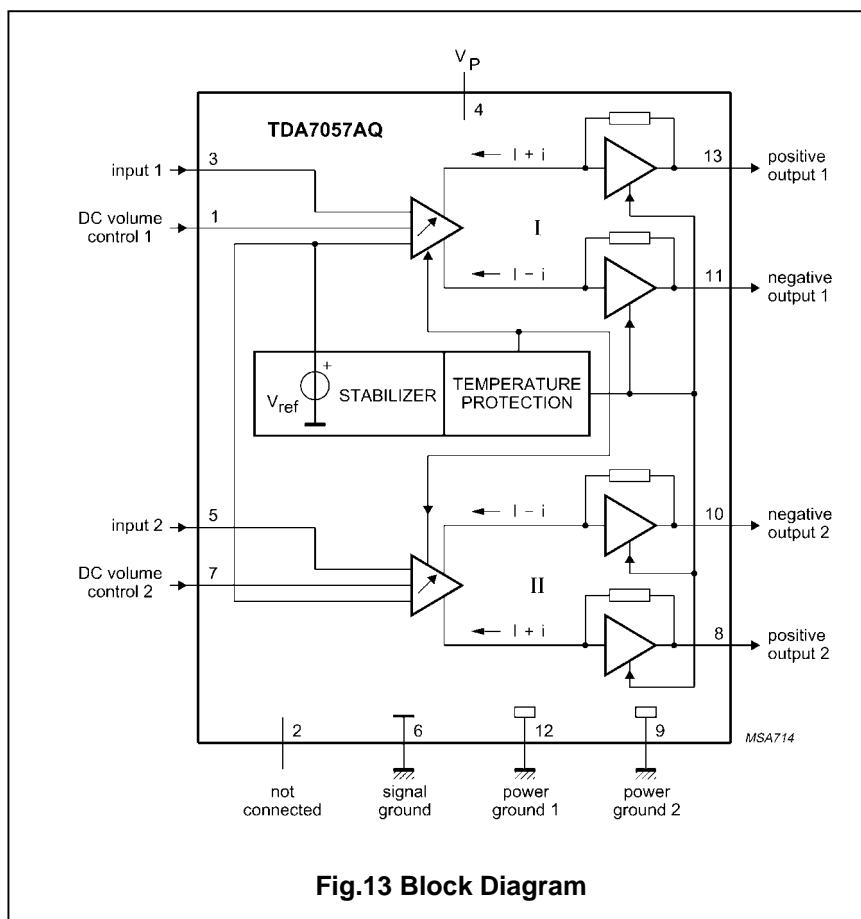 V
P
4
TDA7057AQ
input 1
3
DC volume
control 1
1
I + i
13
positive
output 1
I
I − i
11
negative
output 1
+
Vref
STABILIZER
TEMPERATURE
PROTECTION
input 2
5
DC volume
control 2
7
I − i
10
negative
output 2
II
I + i
8
positive
output 2
2
6
12
9
MSA714
not
connected
signal
ground
power
ground 1
power
ground 2
Fig.13 Block Diagram